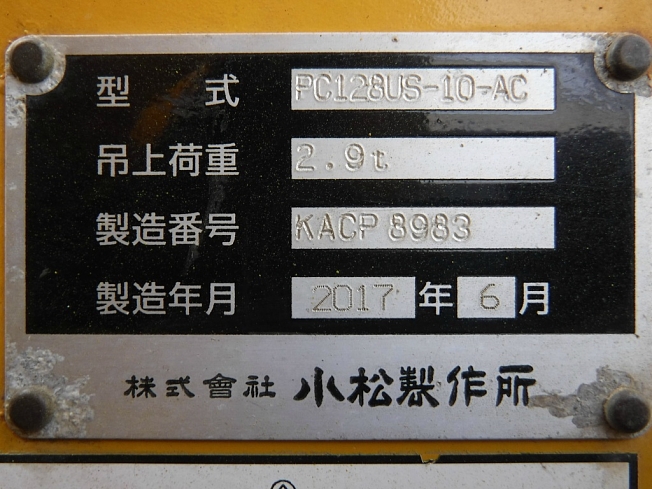 型 式 PC128US-10-AC
吊上荷重 2.9t
製造番号 KACP 8983
製造年月 2017 年 6 月
株式會社 小松製作所